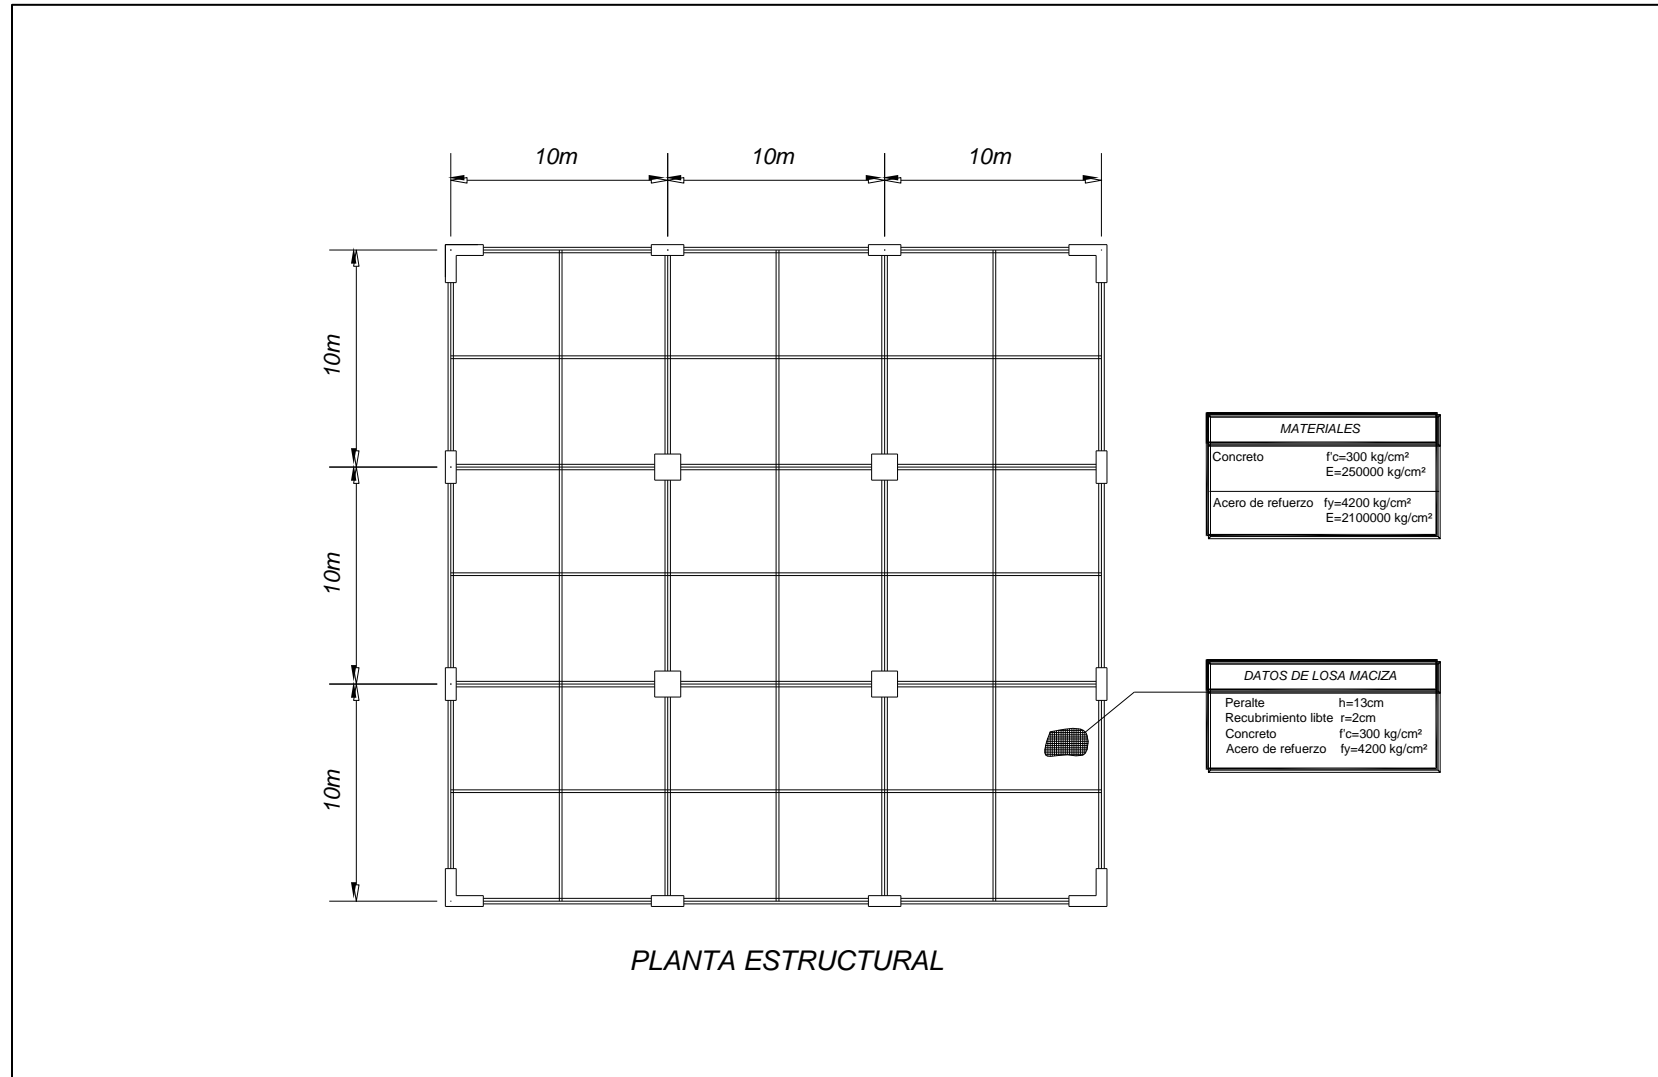 10m 10m 10m
10m
10m
10m
MATERIALES
Concreto f'c=300 kg/cm²
E=250000 kg/cm²
Acero de refuerzo fy=4200 kg/cm²
E=2100000 kg/cm²
DATOS DE LOSA MACIZA
Peralte h=13cm
Recubrimiento libte r=2cm
Concreto f'c=300 kg/cm²
Acero de refuerzo fy=4200 kg/cm²
PLANTA ESTRUCTURAL